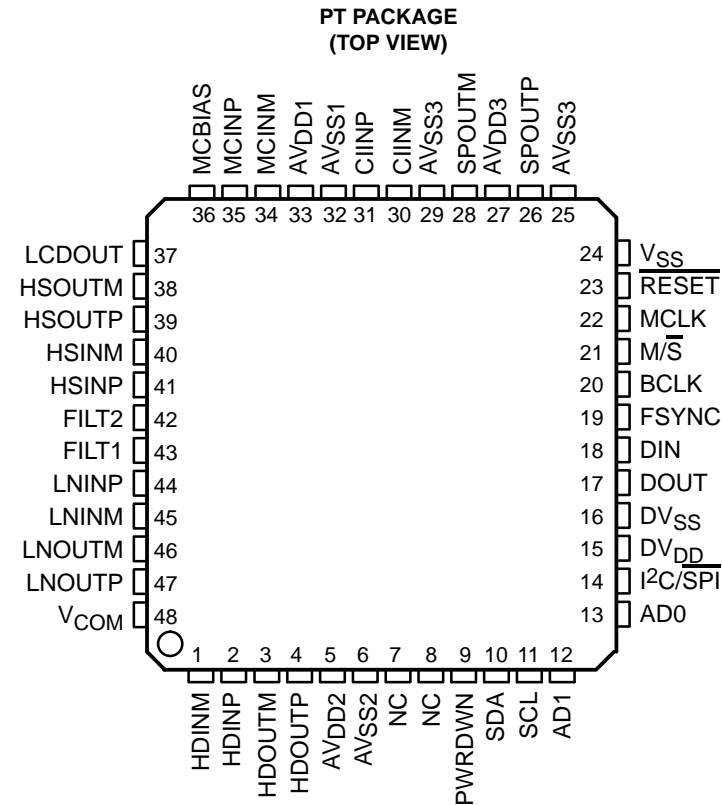 PT PACKAGE
(TOP VIEW)
MCBIAS
MCINP
MCINM
AVDD1
AVSS1
CIINP
CIINM
AVSS3
SPOUTM
AVDD3
SPOUTP
AVSS3
36 35 34 33 32 31 30 29 28 27 26 25
LCDOUT 37
HSOUTM 38
HSOUTP 39
HSINM 40
HSINP 41
FILT2 42
FILT1 43
LNINP 44
LNINM 45
LNOUTM 46
LNOUTP 47
VCOM 48
24 VSS
23 RESET
22 MCLK
21 M/S
20 BCLK
19 FSYNC
18 DIN
17 DOUT
16 DVSS
15 DVDD
14 I2C/SPI
13 AD0
1 2 3 4 5 6 7 8 9 10 11 12
HDINM
HDINP
HDOUTM
HDOUTP
AVDD2
AVSS2
NC
NC
PWRDWN
SDA
SCL
AD1